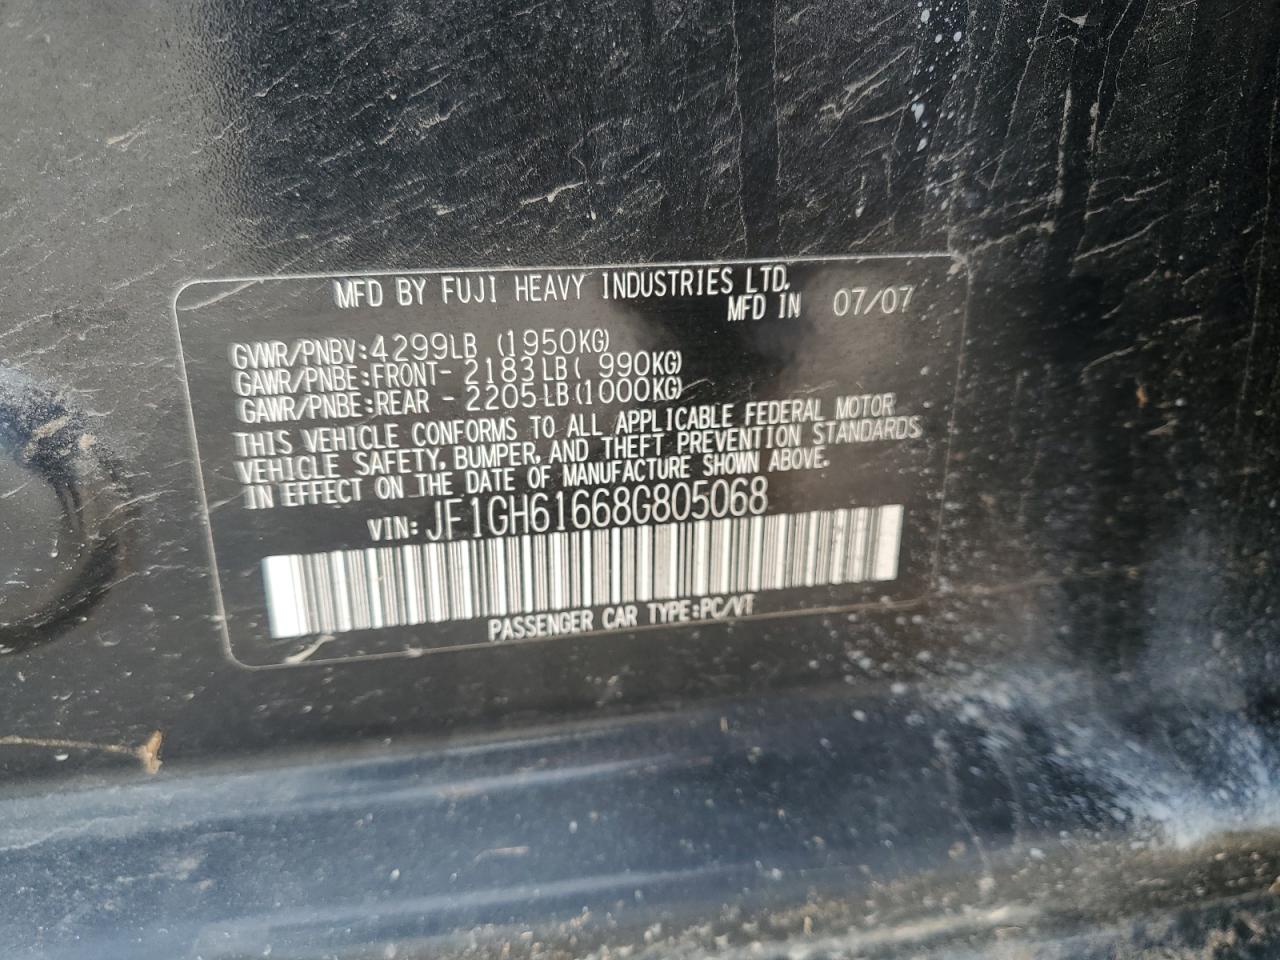 MFD BY FUJI HEAVY INDUSTRIES LTD.
MFD IN 07/07
GVWR/PNBV:4299LB (1950KG)
GAWR/PNBE:FRONT- 2183LB( 990KG)
GAWR/PNBE:REAR - 2205LB(1000KG)
THIS VEHICLE CONFORMS TO ALL APPLICABLE FEDERAL MOTOR
VEHICLE SAFETY, BUMPER, AND THEFT PREVENTION STANDARDS
IN EFFECT ON THE DATE OF MANUFACTURE SHOWN ABOVE.
VIN: JF1GH61668G805068
PASSENGER CAR TYPE:PC/VT